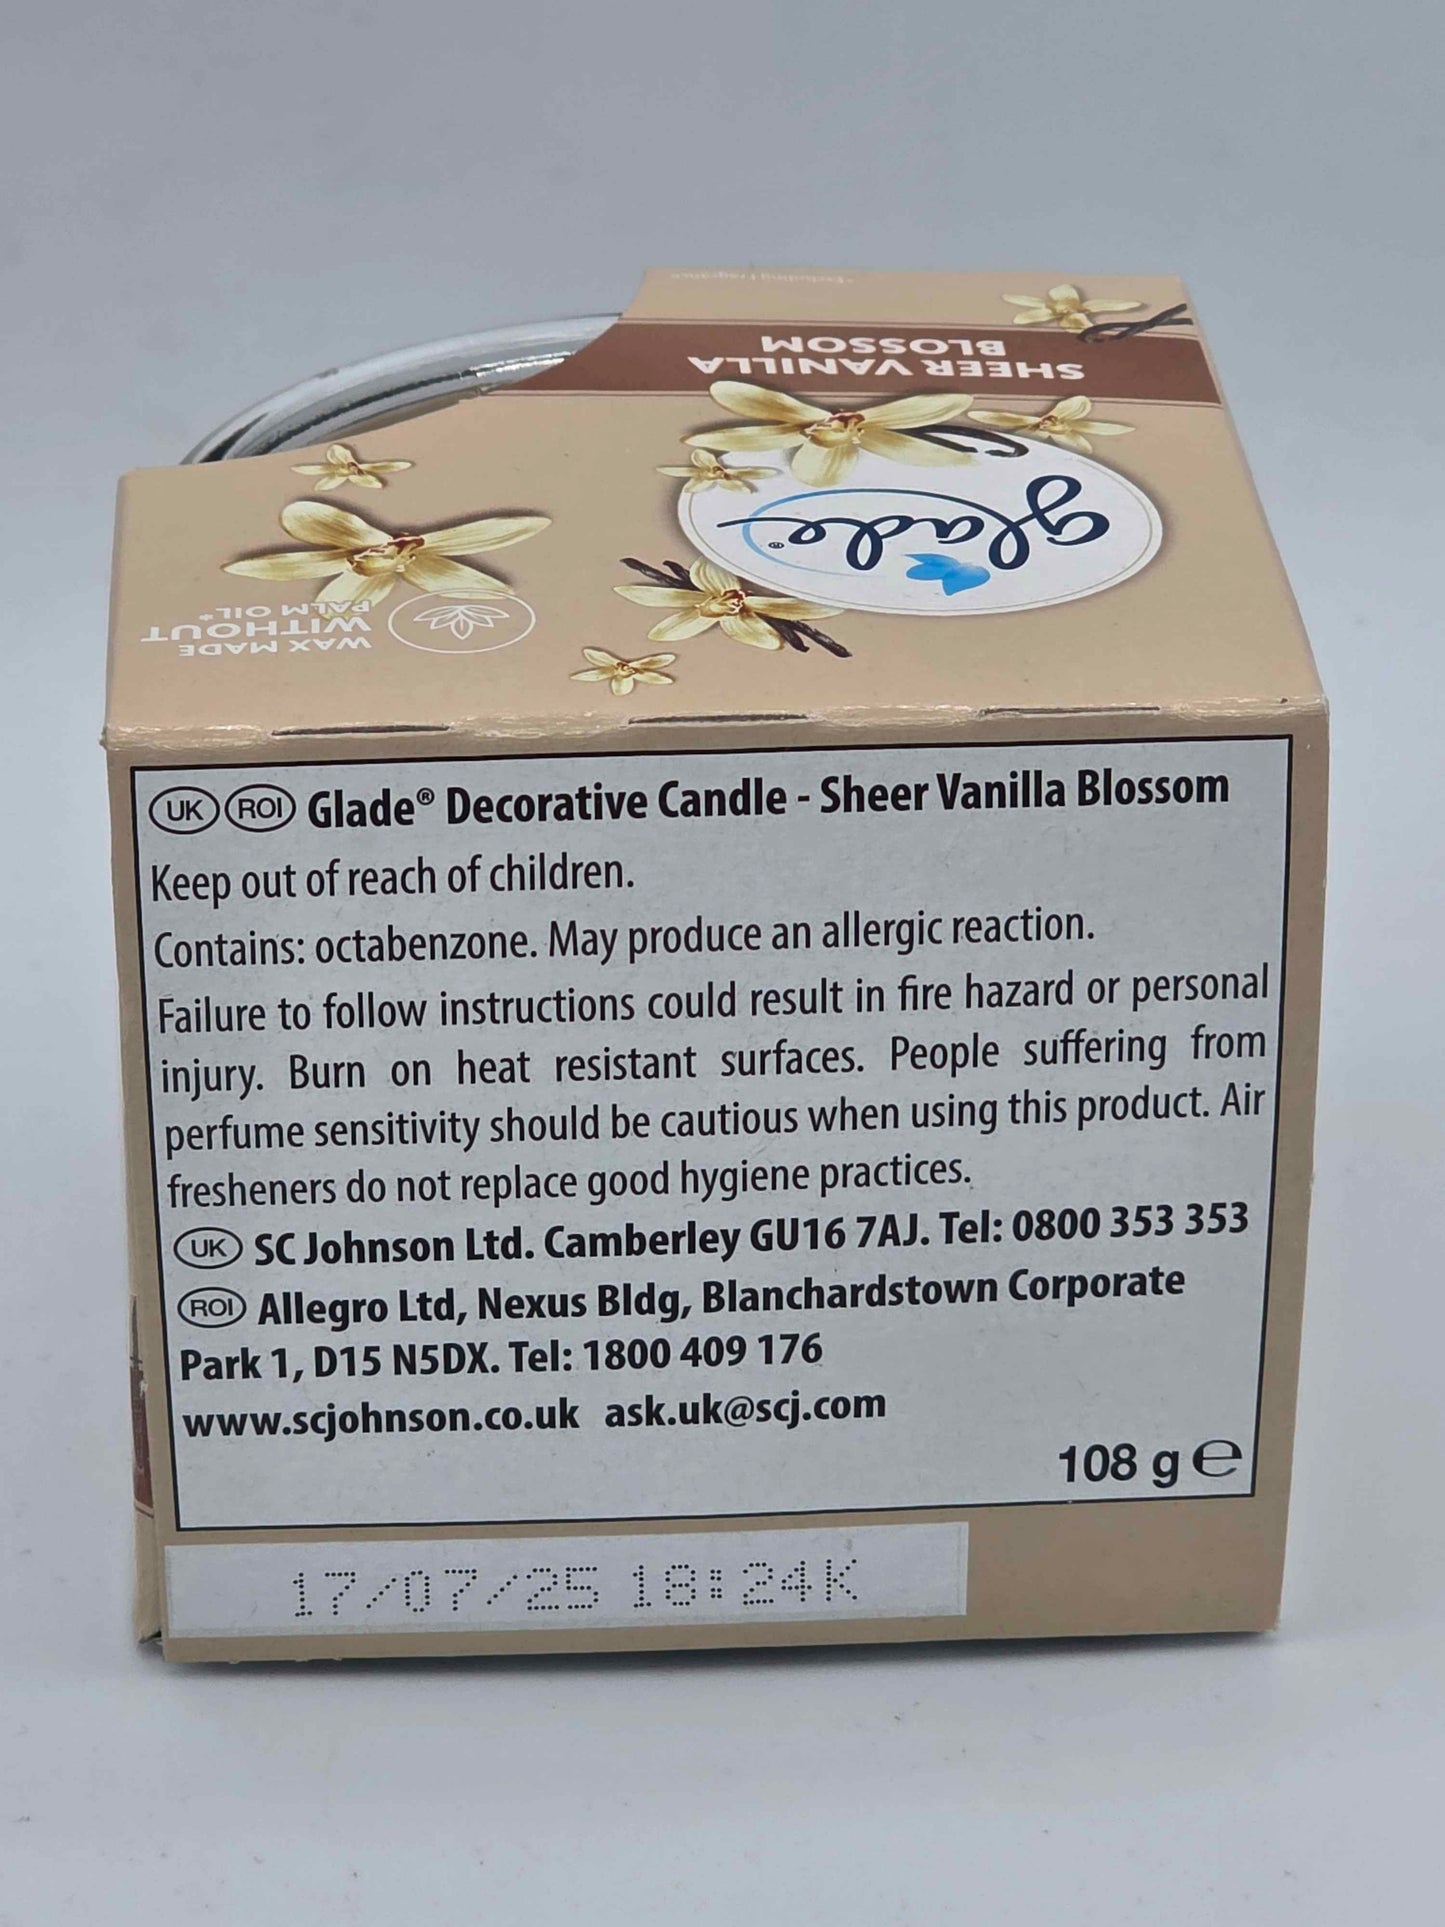 *Excluding Fragrance
SHEER VANILLA
BLOSSOM
glade®
WAX MADE
WITHOUT
PALM OIL*
UK ROI Glade® Decorative Candle - Sheer Vanilla Blossom
Keep out of reach of children.
Contains: octabenzone. May produce an allergic reaction.
Failure to follow instructions could result in fire hazard or personal
injury. Burn on heat resistant surfaces. People suffering from
perfume sensitivity should be cautious when using this product. Air
fresheners do not replace good hygiene practices.
UK SC Johnson Ltd. Camberley GU16 7AJ. Tel: 0800 353 353
ROI Allegro Ltd, Nexus Bldg, Blanchardstown Corporate
Park 1, D15 N5DX. Tel: 1800 409 176
www.scjohnson.co.uk ask.uk@scj.com
108 g ℮
17/07/25 18:24K